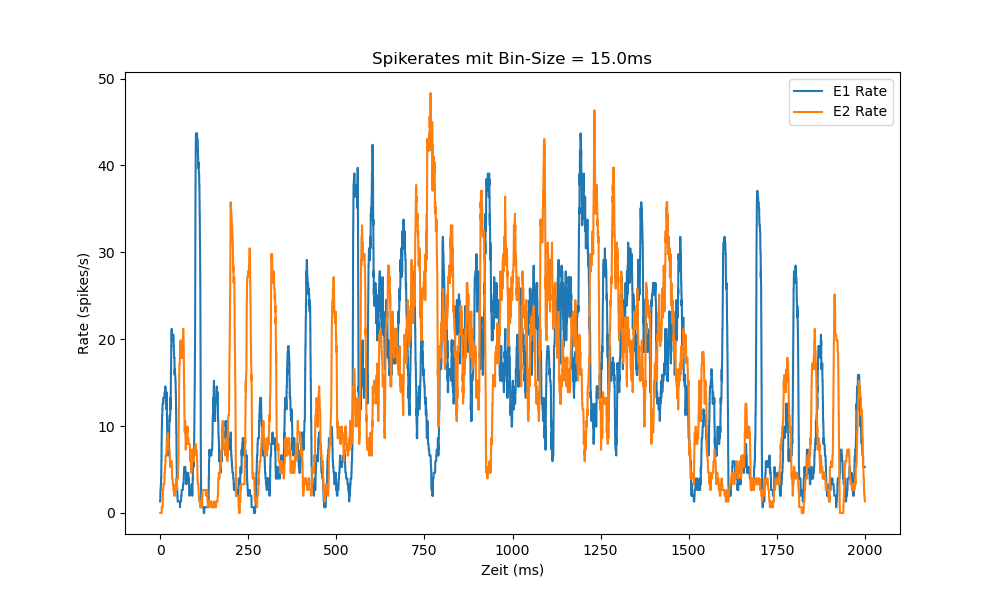 Spikerates mit Bin-Size = 15.0ms
E1 Rate
E2 Rate
Rate (spikes/s)
50
40
30
20
10
0
0 250 500 750 1000 1250 1500 1750 2000
Zeit (ms)